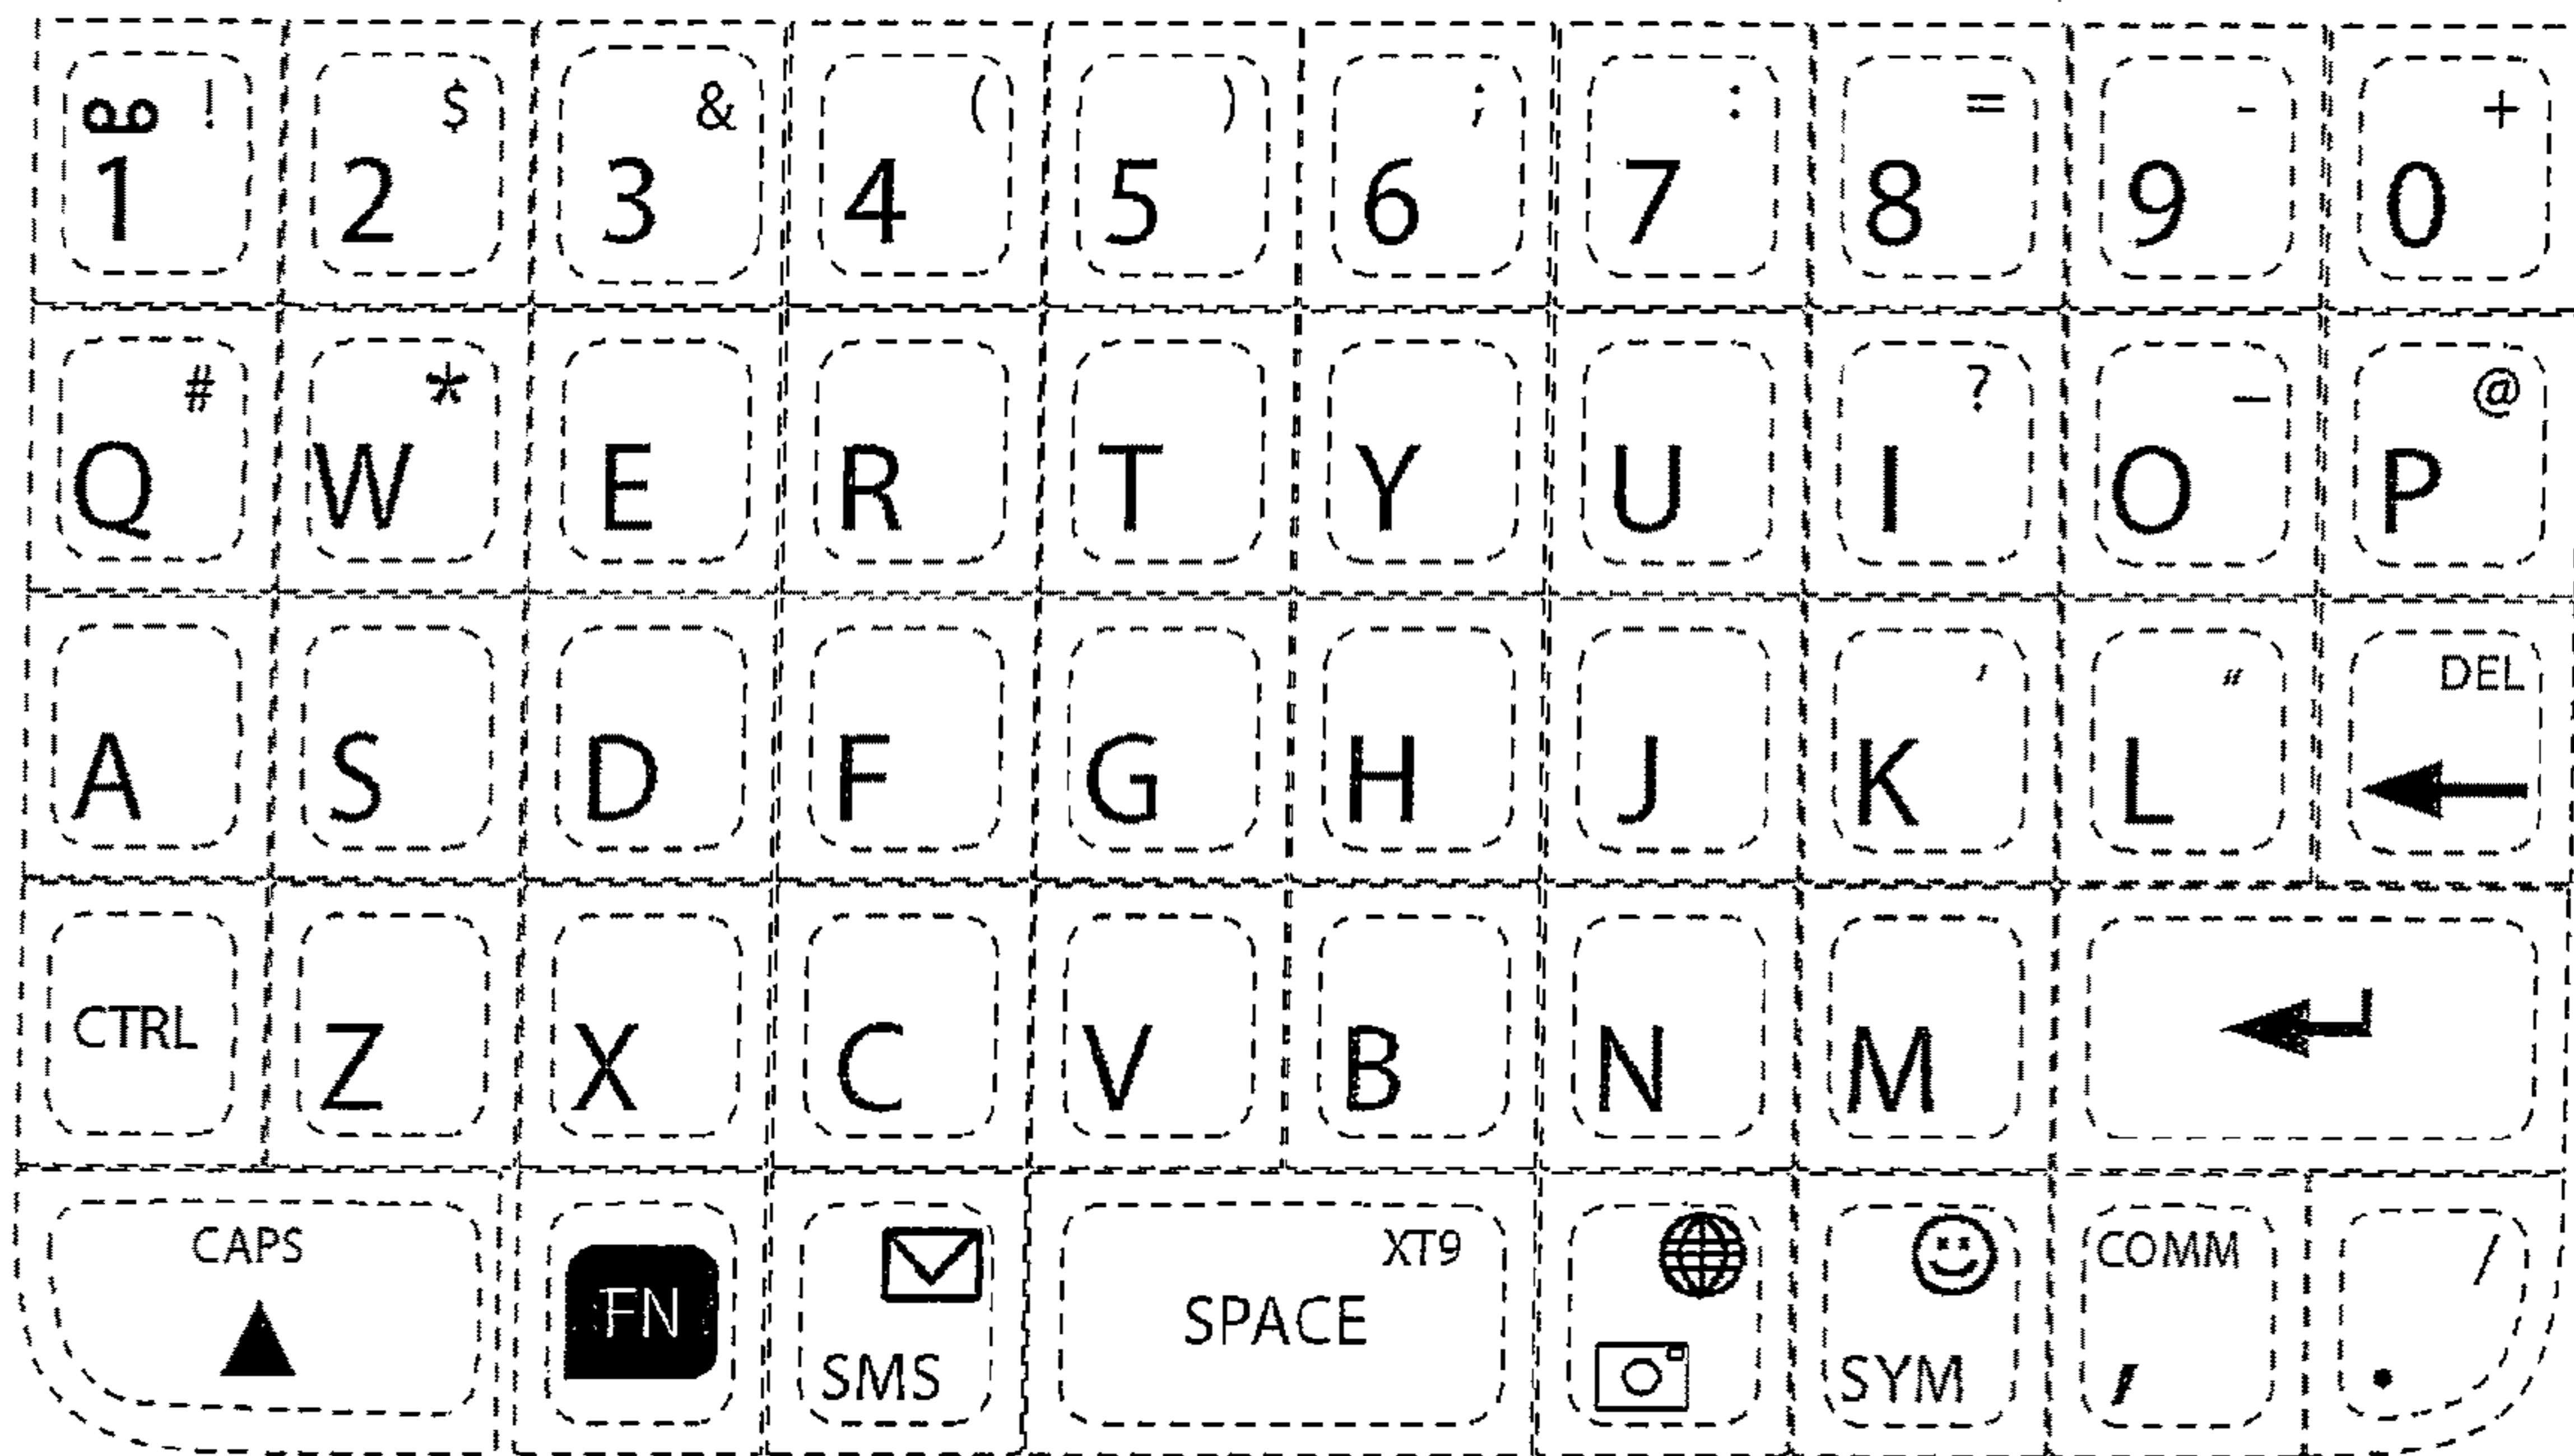 ! $ & ( ) ; : = - +
1 2 3 4 5 6 7 8 9 0
# * ? _ @
Q W E R T Y U I O P
′ ″ DEL
A S D F G H J K L
CTRL Z X C V B N M
CAPS XT9 COMM /
FN SMS SPACE SYM , .